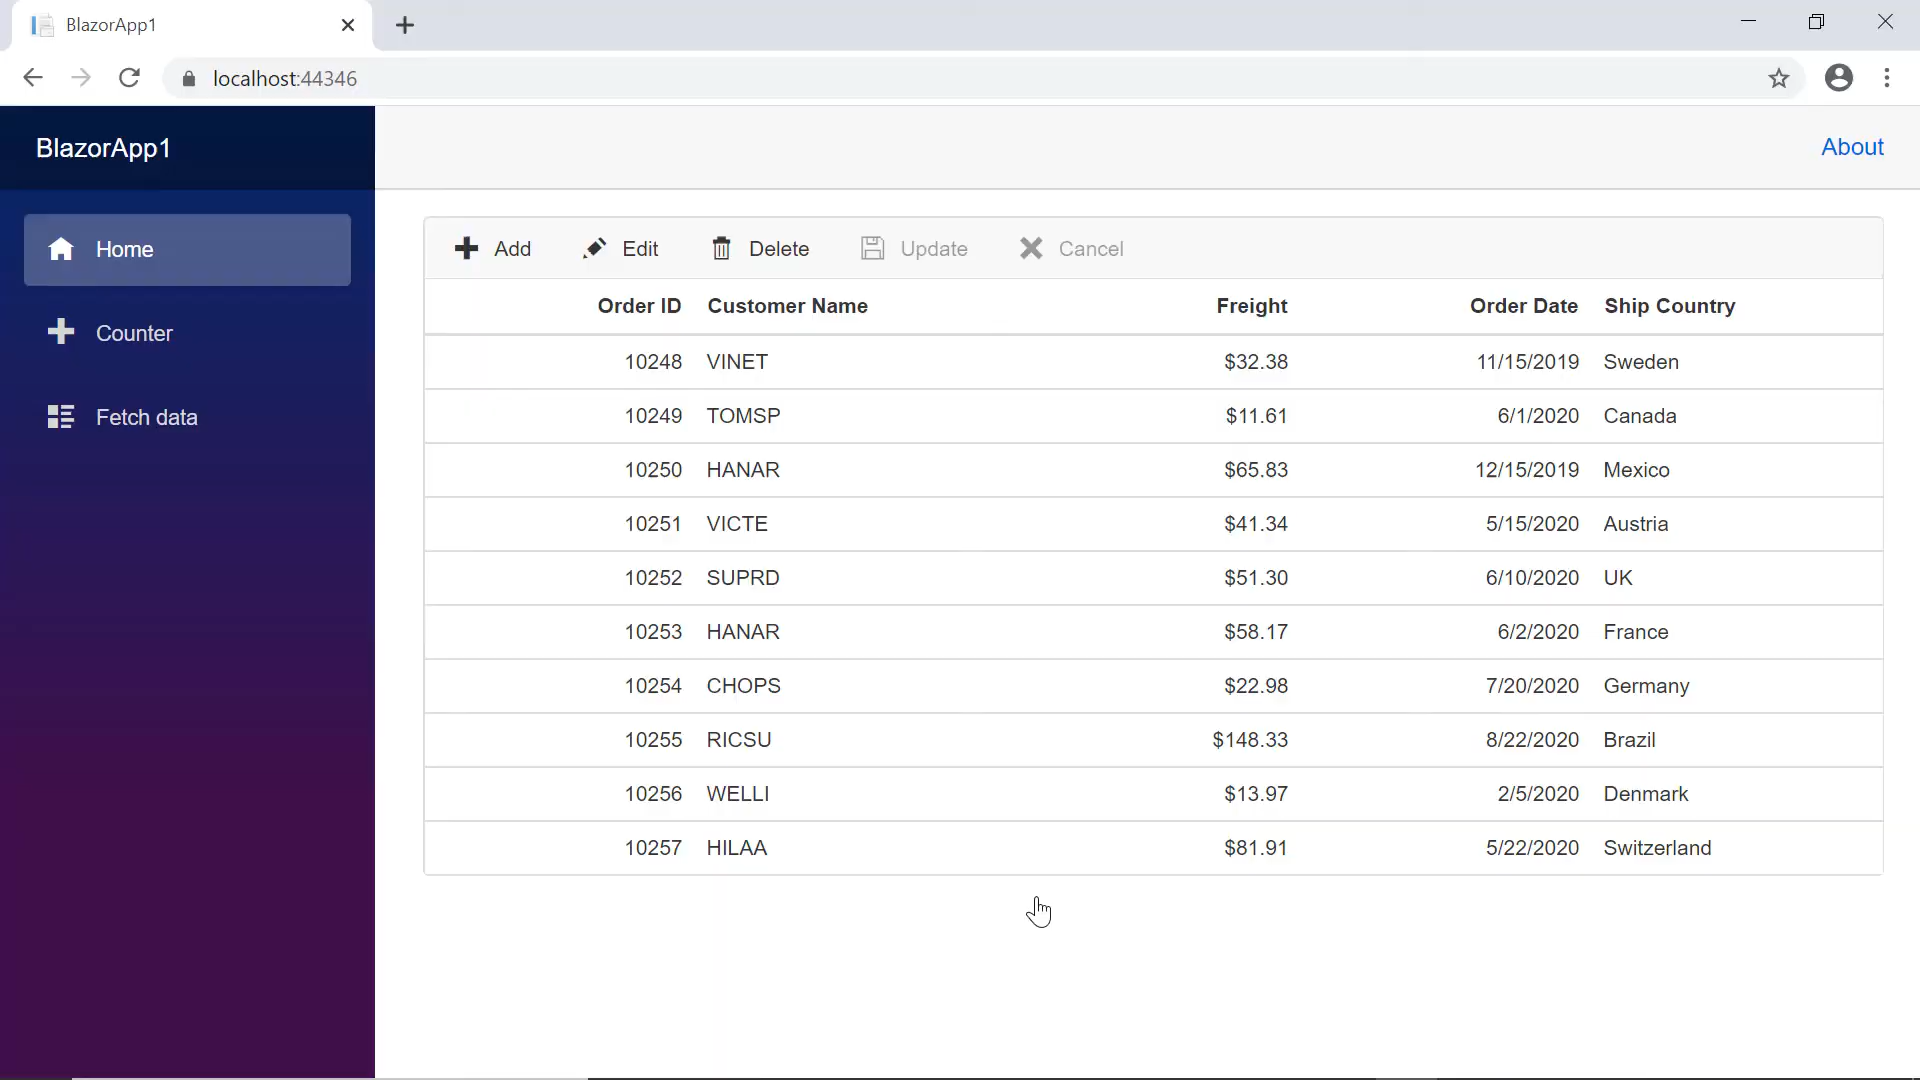 BlazorApp1
localhost:44346
BlazorApp1
About
Home
Counter
Fetch data
Add Edit Delete Update Cancel
Order ID Customer Name Freight Order Date Ship Country
10248 VINET $32.38 11/15/2019 Sweden
10249 TOMSP $11.61 6/1/2020 Canada
10250 HANAR $65.83 12/15/2019 Mexico
10251 VICTE $41.34 5/15/2020 Austria
10252 SUPRD $51.30 6/10/2020 UK
10253 HANAR $58.17 6/2/2020 France
10254 CHOPS $22.98 7/20/2020 Germany
10255 RICSU $148.33 8/22/2020 Brazil
10256 WELLI $13.97 2/5/2020 Denmark
10257 HILAA $81.91 5/22/2020 Switzerland